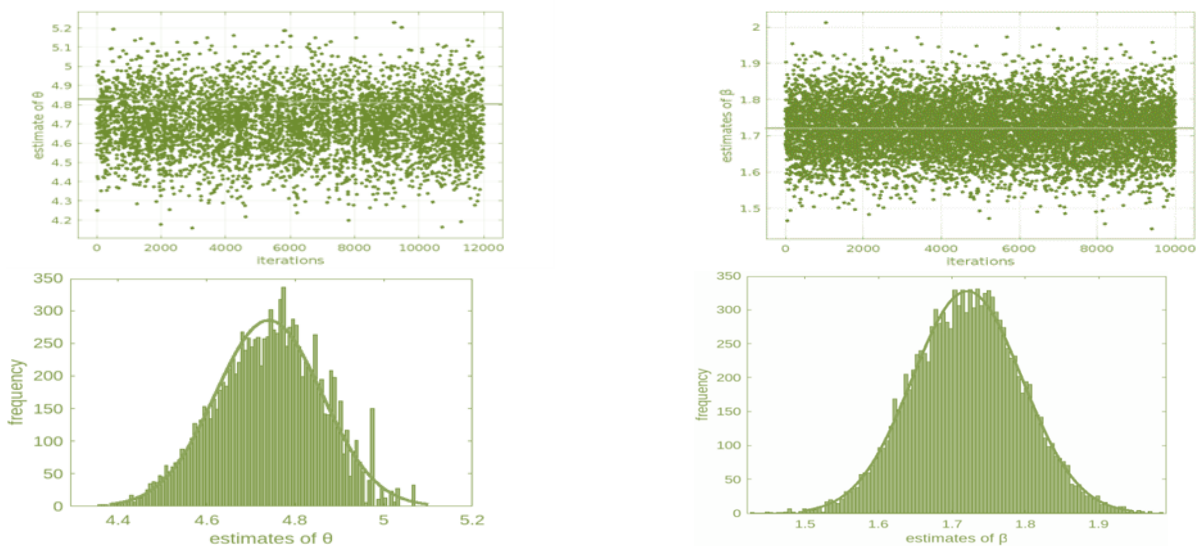 5.2
5.1
5
4.9
4.8
4.7
4.6
4.5
4.4
4.3
4.2
estimate of θ
0 2000 4000 6000 8000 10000 12000
iterations
2
1.9
1.8
1.7
1.6
1.5
estimates of β
0 2000 4000 6000 8000 10000
iterations
350
300
250
200
150
100
50
0
frequency
4.4 4.6 4.8 5 5.2
estimates of θ
350
300
250
200
150
100
50
0
frequency
1.5 1.6 1.7 1.8 1.9
estimates of β